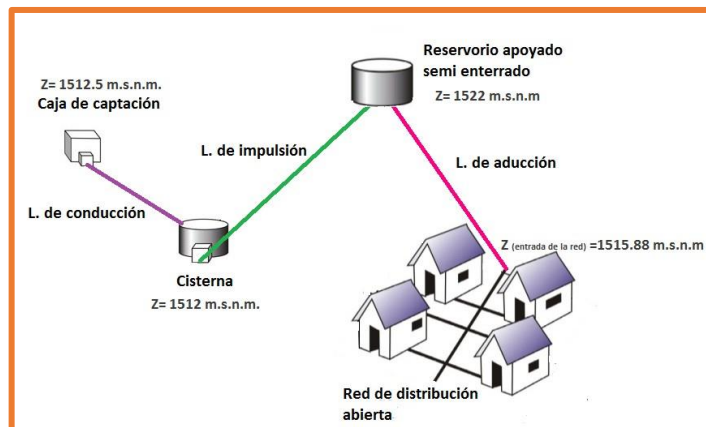 Reservorio apoyado
semi enterrado
Z= 1522 m.s.n.m
Z= 1512.5 m.s.n.m.
Caja de captación
L. de impulsión
L. de aducción
L. de conducción
Z (entrada de la red) =1515.88 m.s.n.m
Cisterna
Z= 1512 m.s.n.m.
Red de distribución
abierta